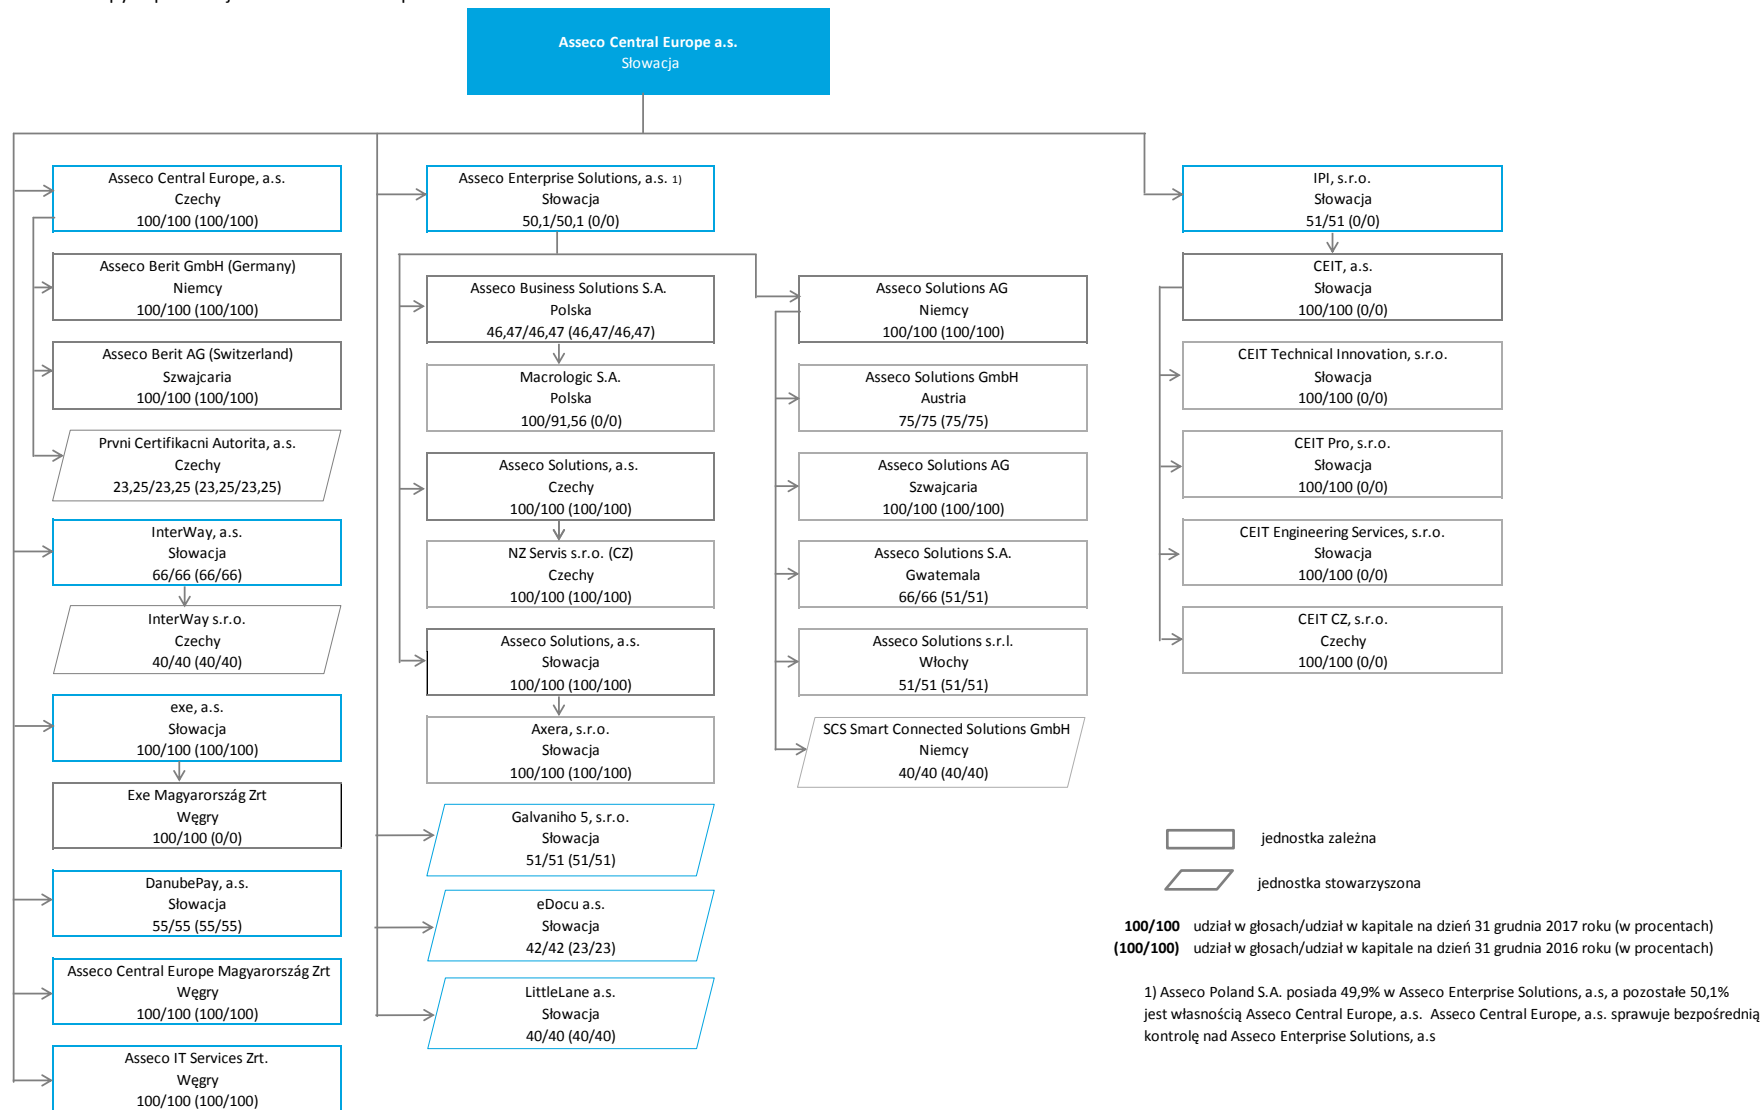 Asseco Central Europe a.s.
Słowacja
Asseco Central Europe, a.s.
Czechy
100/100 (100/100)
Asseco Berit GmbH (Germany)
Niemcy
100/100 (100/100)
Asseco Berit AG (Switzerland)
Szwajcaria
100/100 (100/100)
Prvni Certifikacni Autorita, a.s.
Czechy
23,25/23,25 (23,25/23,25)
InterWay, a.s.
Słowacja
66/66 (66/66)
InterWay s.r.o.
Czechy
40/40 (40/40)
exe, a.s.
Słowacja
100/100 (100/100)
Exe Magyarország Zrt
Węgry
100/100 (0/0)
DanubePay, a.s.
Słowacja
55/55 (55/55)
Asseco Central Europe Magyarország Zrt
Węgry
100/100 (100/100)
Asseco IT Services Zrt.
Węgry
100/100 (100/100)
Asseco Enterprise Solutions, a.s. 1)
Słowacja
50,1/50,1 (0/0)
Asseco Business Solutions S.A.
Polska
46,47/46,47 (46,47/46,47)
Macrologic S.A.
Polska
100/91,56 (0/0)
Asseco Solutions, a.s.
Czechy
100/100 (100/100)
NZ Servis s.r.o. (CZ)
Czechy
100/100 (100/100)
Asseco Solutions, a.s.
Słowacja
100/100 (100/100)
Axera, s.r.o.
Słowacja
100/100 (100/100)
Galvaniho 5, s.r.o.
Słowacja
51/51 (51/51)
eDocu a.s.
Słowacja
42/42 (23/23)
LittleLane a.s.
Słowacja
40/40 (40/40)
Asseco Solutions AG
Niemcy
100/100 (100/100)
Asseco Solutions GmbH
Austria
75/75 (75/75)
Asseco Solutions AG
Szwajcaria
100/100 (100/100)
Asseco Solutions S.A.
Gwatemala
66/66 (51/51)
Asseco Solutions s.r.l.
Włochy
51/51 (51/51)
SCS Smart Connected Solutions GmbH
Niemcy
40/40 (40/40)
IPI, s.r.o.
Słowacja
51/51 (0/0)
CEIT, a.s.
Słowacja
100/100 (0/0)
CEIT Technical Innovation, s.r.o.
Słowacja
100/100 (0/0)
CEIT Pro, s.r.o.
Słowacja
100/100 (0/0)
CEIT Engineering Services, s.r.o.
Słowacja
100/100 (0/0)
CEIT CZ, s.r.o.
Czechy
100/100 (0/0)
jednostka zależna
jednostka stowarzyszona
100/100 udział w głosach/udział w kapitale na dzień 31 grudnia 2017 roku (w procentach)
(100/100) udział w głosach/udział w kapitale na dzień 31 grudnia 2016 roku (w procentach)
1) Asseco Poland S.A. posiada 49,9% w Asseco Enterprise Solutions, a.s, a pozostałe 50,1%
jest własnością Asseco Central Europe, a.s. Asseco Central Europe, a.s. sprawuje bezpośrednią
kontrolę nad Asseco Enterprise Solutions, a.s